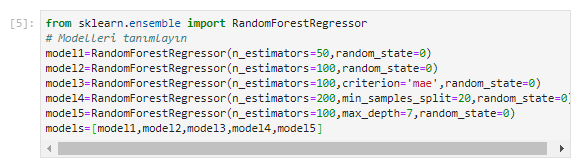 [5]: from sklearn.ensemble import RandomForestRegressor
# Modelleri tanımlayın
model1=RandomForestRegressor(n_estimators=50,random_state=0)
model2=RandomForestRegressor(n_estimators=100,random_state=0)
model3=RandomForestRegressor(n_estimators=100,criterion='mae',random_state=0)
model4=RandomForestRegressor(n_estimators=200,min_samples_split=20,random_state=0)
model5=RandomForestRegressor(n_estimators=100,max_depth=7,random_state=0)
models=[model1,model2,model3,model4,model5]